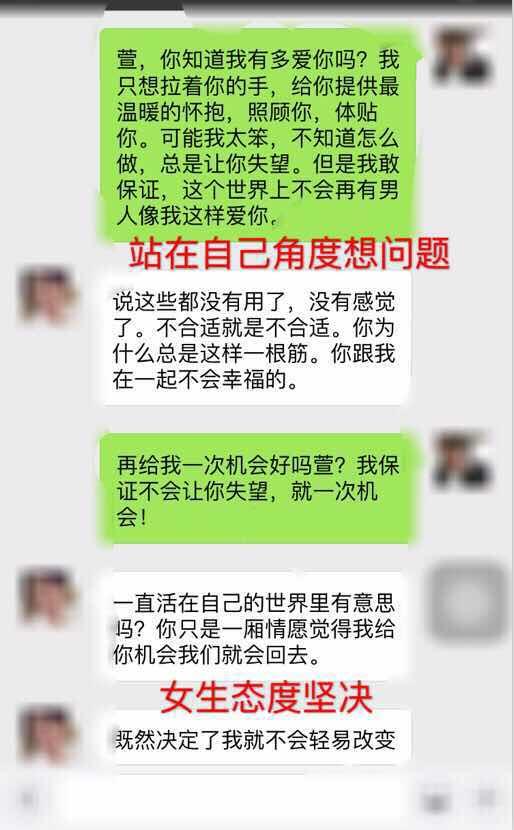 萱，你知道我有多爱你吗？我
只想拉着你的手，给你提供最
温暖的怀抱，照顾你，体贴
你。可能我太笨，不知道怎么
做，总是让你失望。但是我敢
保证，这个世界上不会再有男
人像我这样爱你。
站在自己角度想问题
说这些都没有用了，没有感觉
了。不合适就是不合适。你为
什么总是这样一根筋。你跟我
在一起不会幸福的。
再给我一次机会好吗萱？我保
证不会让你失望，就一次机
会！
一直活在自己的世界里有意思
吗？你只是一厢情愿觉得我给
你机会我们就会回去。
女生态度坚决
既然决定了我就不会轻易改变